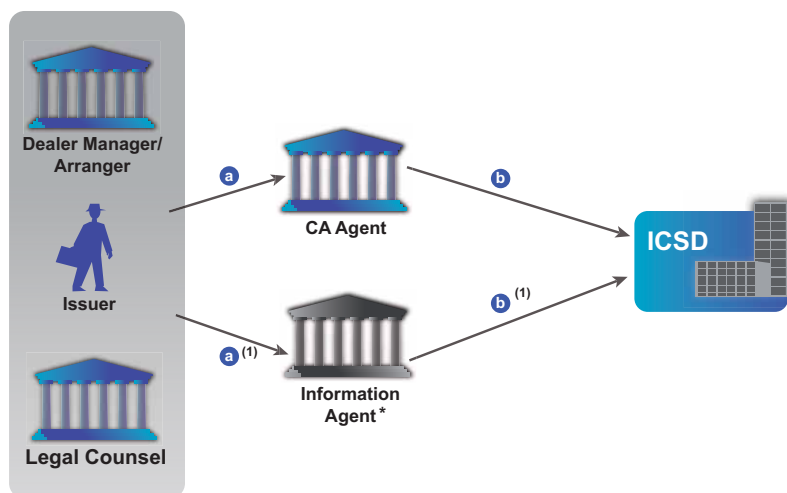 Dealer Manager/
Arranger
Issuer
Legal Counsel
a
CA Agent
a (1)
Information
Agent *
b
b (1)
ICSD